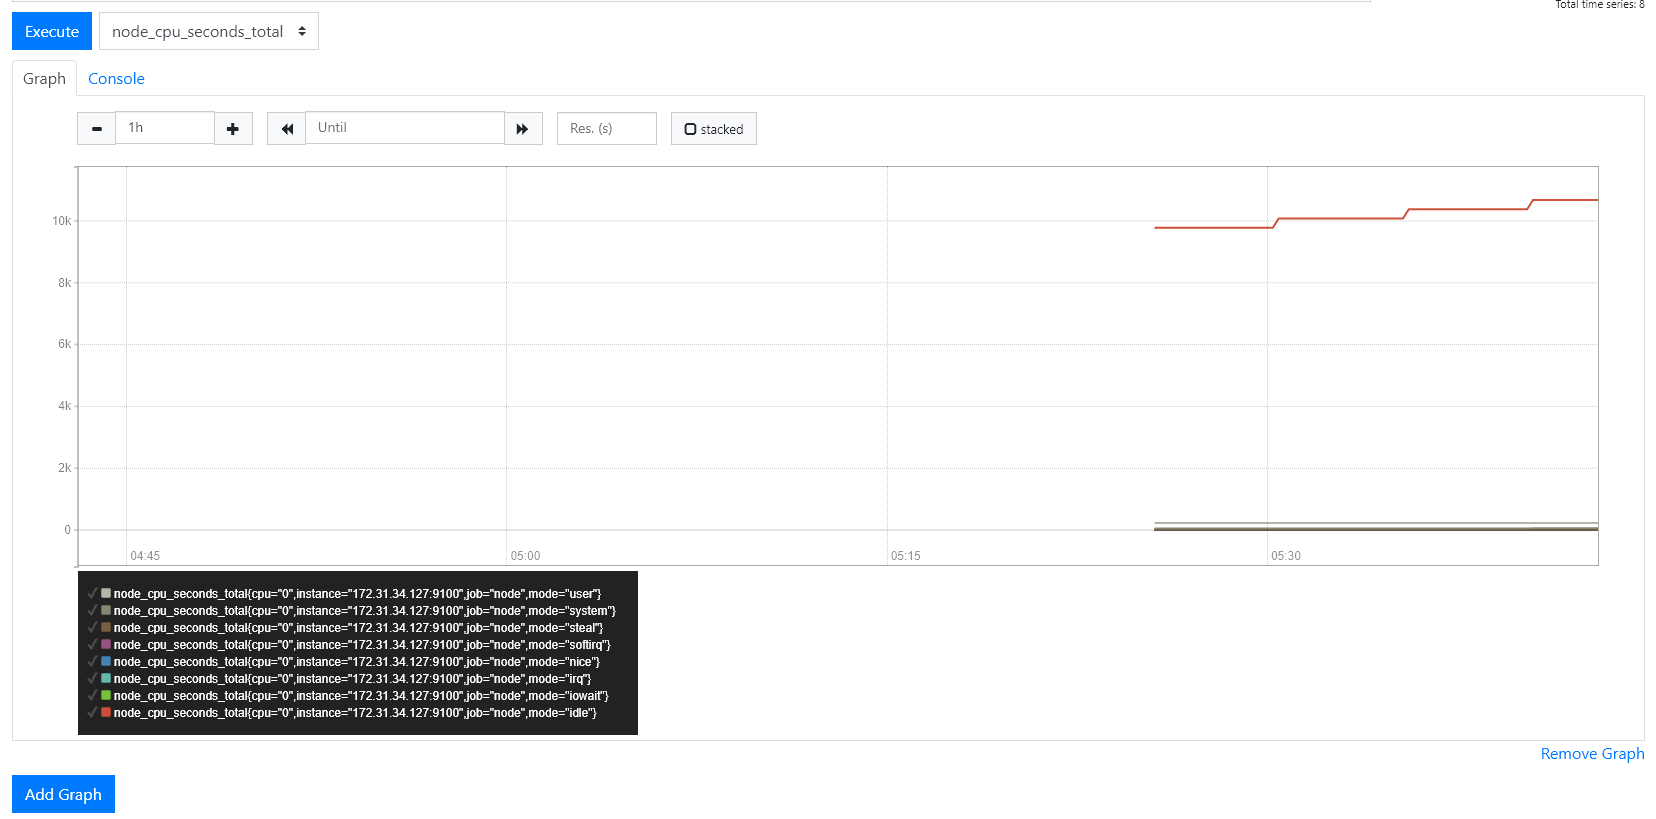 Total time series: 8
Execute node_cpu_seconds_total
Graph Console
1h Until Res. (s) stacked
10k
8k
6k
4k
2k
0
04:45 05:00 05:15 05:30
node_cpu_seconds_total{cpu="0",instance="172.31.34.127:9100",job="node",mode="user"}
node_cpu_seconds_total{cpu="0",instance="172.31.34.127:9100",job="node",mode="system"}
node_cpu_seconds_total{cpu="0",instance="172.31.34.127:9100",job="node",mode="steal"}
node_cpu_seconds_total{cpu="0",instance="172.31.34.127:9100",job="node",mode="softirq"}
node_cpu_seconds_total{cpu="0",instance="172.31.34.127:9100",job="node",mode="nice"}
node_cpu_seconds_total{cpu="0",instance="172.31.34.127:9100",job="node",mode="irq"}
node_cpu_seconds_total{cpu="0",instance="172.31.34.127:9100",job="node",mode="iowait"}
node_cpu_seconds_total{cpu="0",instance="172.31.34.127:9100",job="node",mode="idle"}
Remove Graph
Add Graph